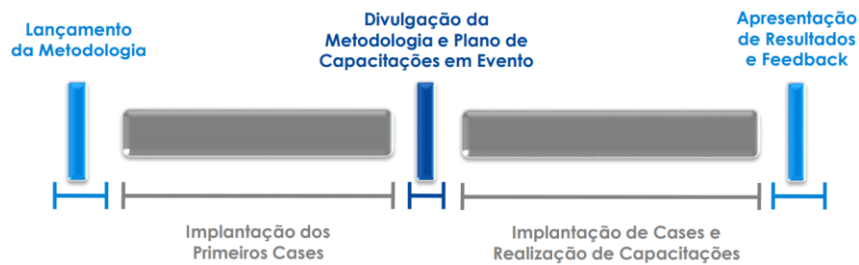 Lançamento
da Metodologia
Divulgação da
Metodologia e Plano de
Capacitações em Evento
Apresentação
de Resultados
e Feedback
Implantação dos
Primeiros Cases
Implantação de Cases e
Realização de Capacitações